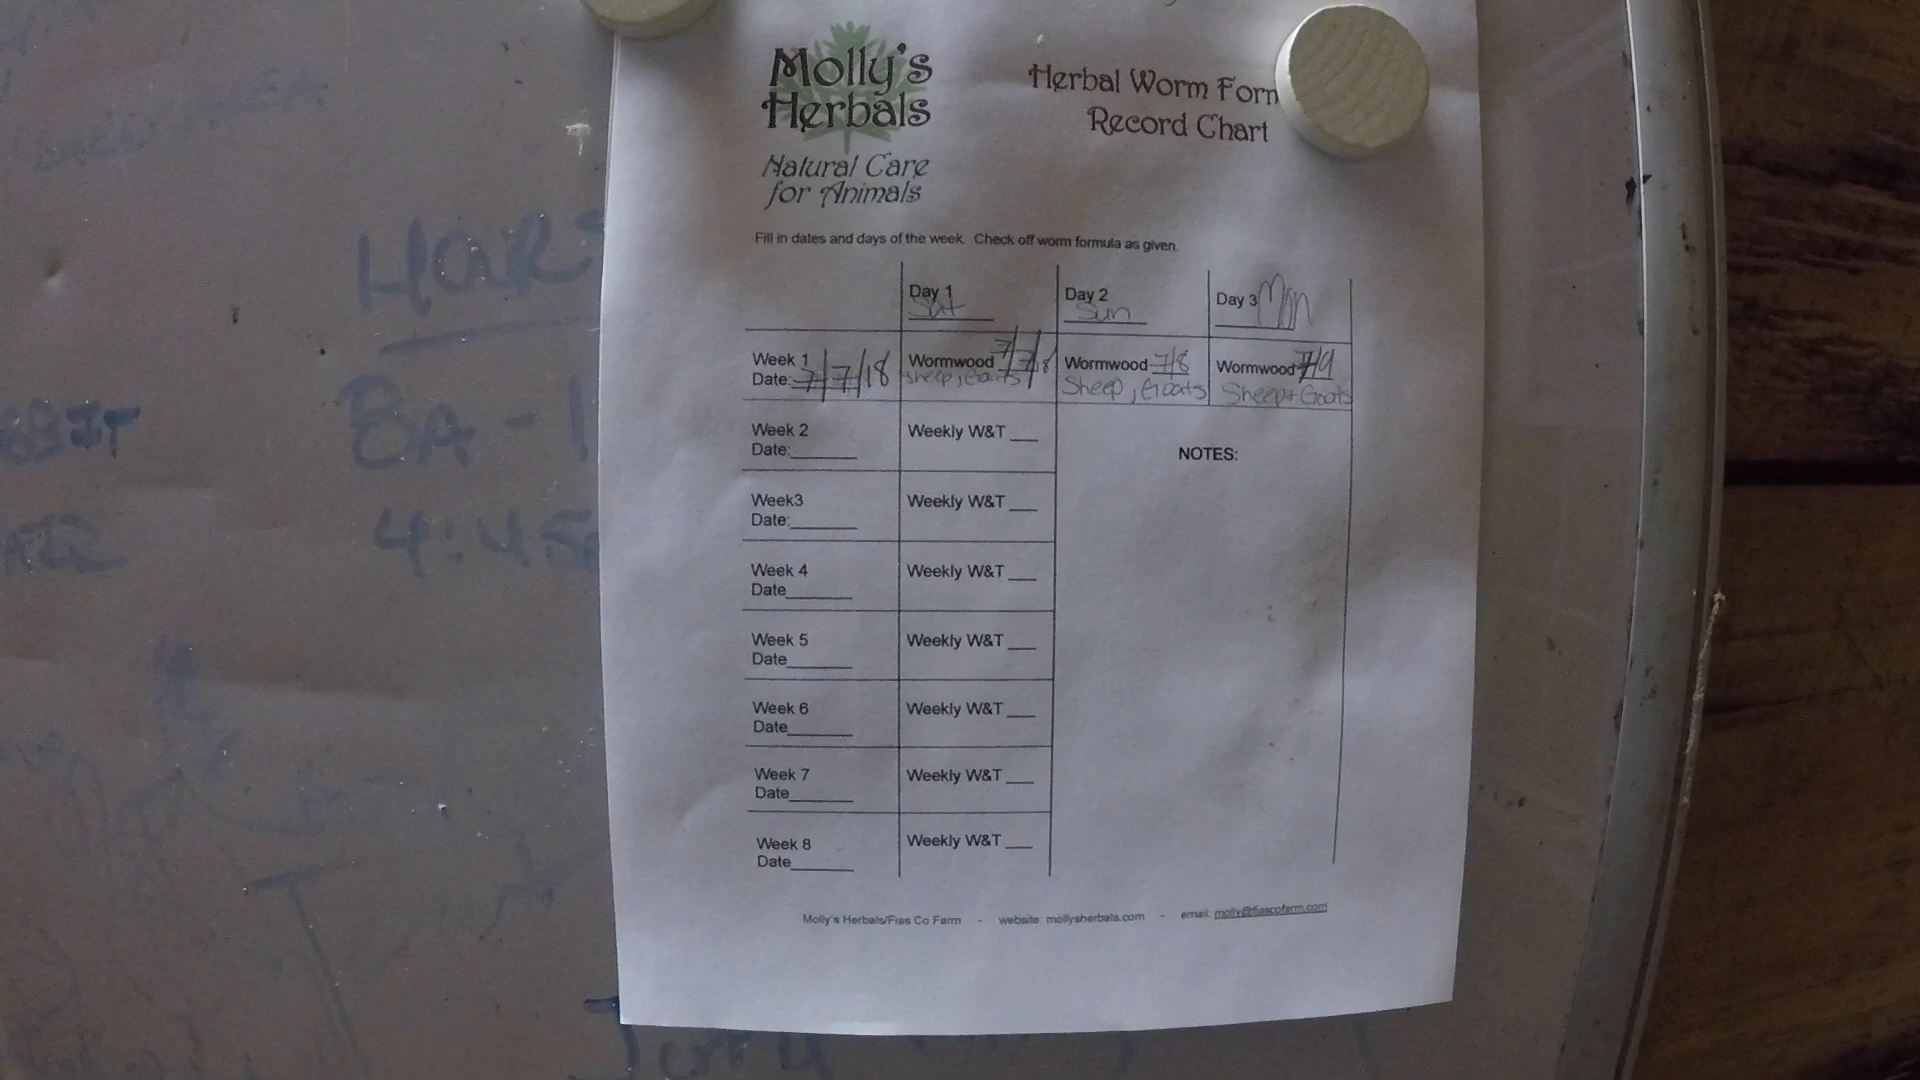 Molly's
Herbals
Natural Care
for Animals
Herbal Worm Form
Record Chart
Fill in dates and days of the week. Check off worm formula as given.
Day 1 Sat
Day 2 Sun
Day 3 Mon
Week 1
Date: 7/7/18
Wormwood 7/7/18
Sheep, Goats
Wormwood 7/8
Sheep, Goats
Wormwood 7/9
Sheep + Goats
Week 2
Date:
Weekly W&T
NOTES:
Week3
Date:
Weekly W&T
Week 4
Date
Weekly W&T
Week 5
Date
Weekly W&T
Week 6
Date
Weekly W&T
Week 7
Date
Weekly W&T
Week 8
Date
Weekly W&T
Molly's Herbals/Fias Co Farm - website: mollysherbals.com - email: molly@fiascofarm.com
HORS
8A - 1
4:45